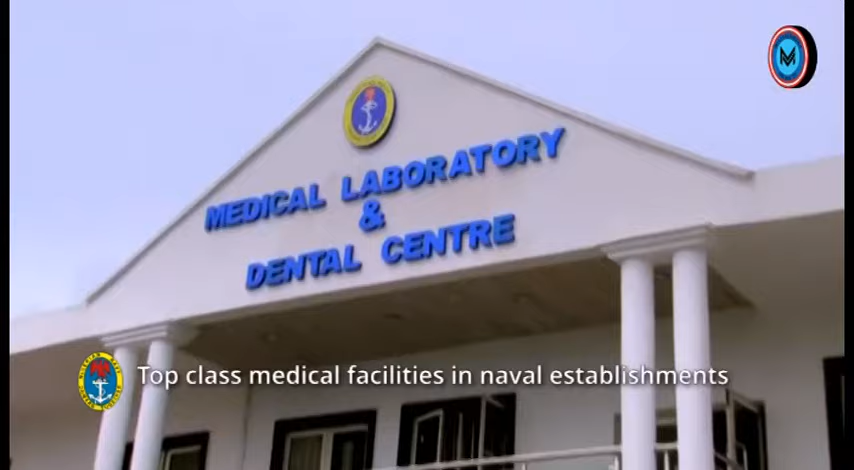 MEDICAL LABORATORY
&
DENTAL CENTRE
Top class medical facilities in naval establishments